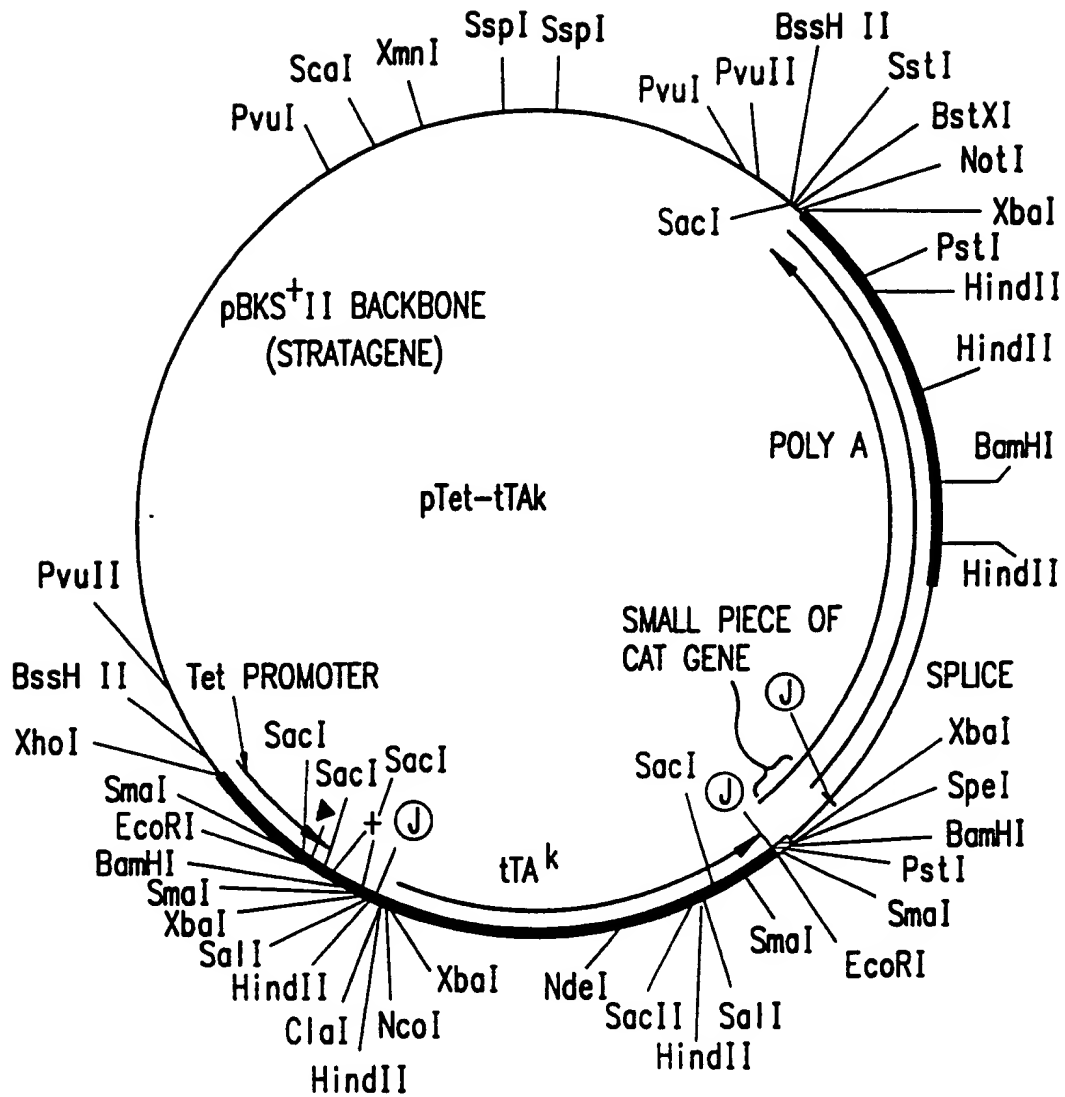 SspI SspI
BssH II
XmnI
ScaI
PvuI
PvuI
PvuII
SstI
BstXI
NotI
XbaI
SacI
PstI
HindII
pBKS+II BACKBONE
(STRATAGENE)
HindII
POLY A
BamHI
pTet-tTAk
HindII
PvuII
SMALL PIECE OF
CAT GENE
J
SPLICE
BssH II
Tet PROMOTER
XhoI
SacI
SacI
SacI
SacI
J
XbaI
SpeI
SmaI
EcoRI
+
J
BamHI
BamHI
tTAk
PstI
SmaI
SmaI
XbaI
SmaI
EcoRI
SalI
HindII
XbaI
NdeI
ClaI
NcoI
SacII
SalI
HindII
HindII